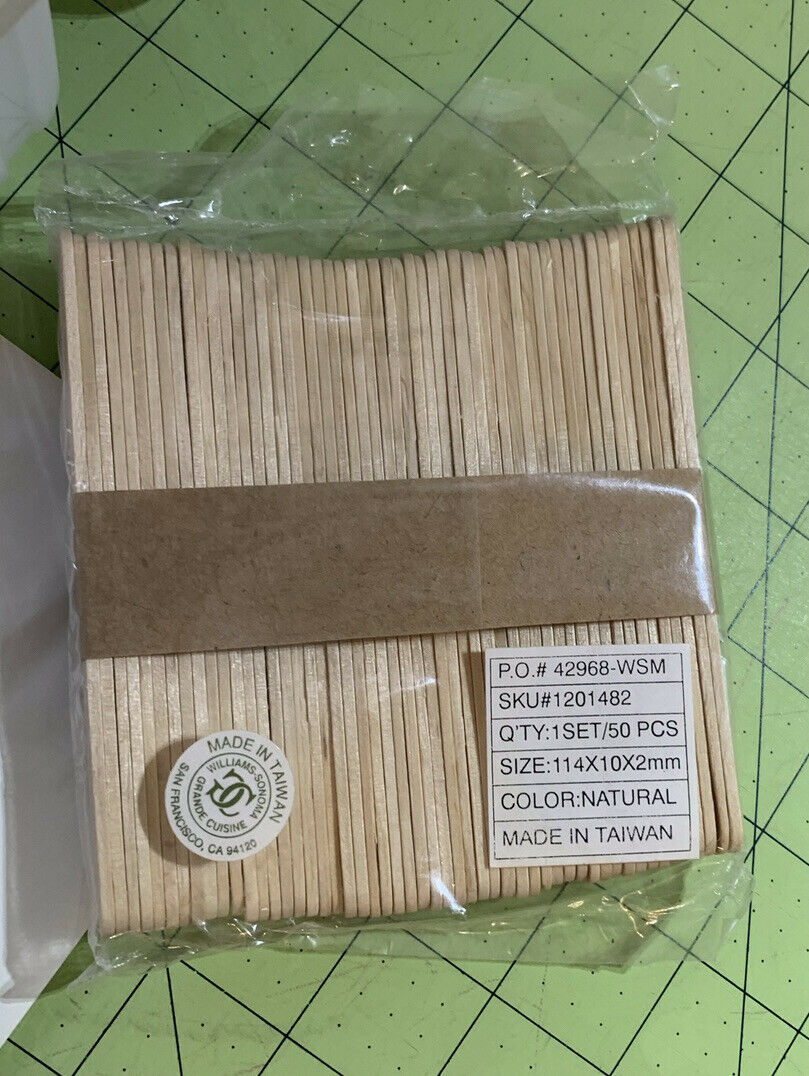 P.O.# 42968-WSM
SKU#1201482
Q'TY:1SET/50 PCS
SIZE:114X10X2mm
COLOR:NATURAL
MADE IN TAIWAN
MADE IN TAIWAN
WILLIAMS-SONOMA
GRANDE CUISINE
SAN FRANCISCO, CA 94120